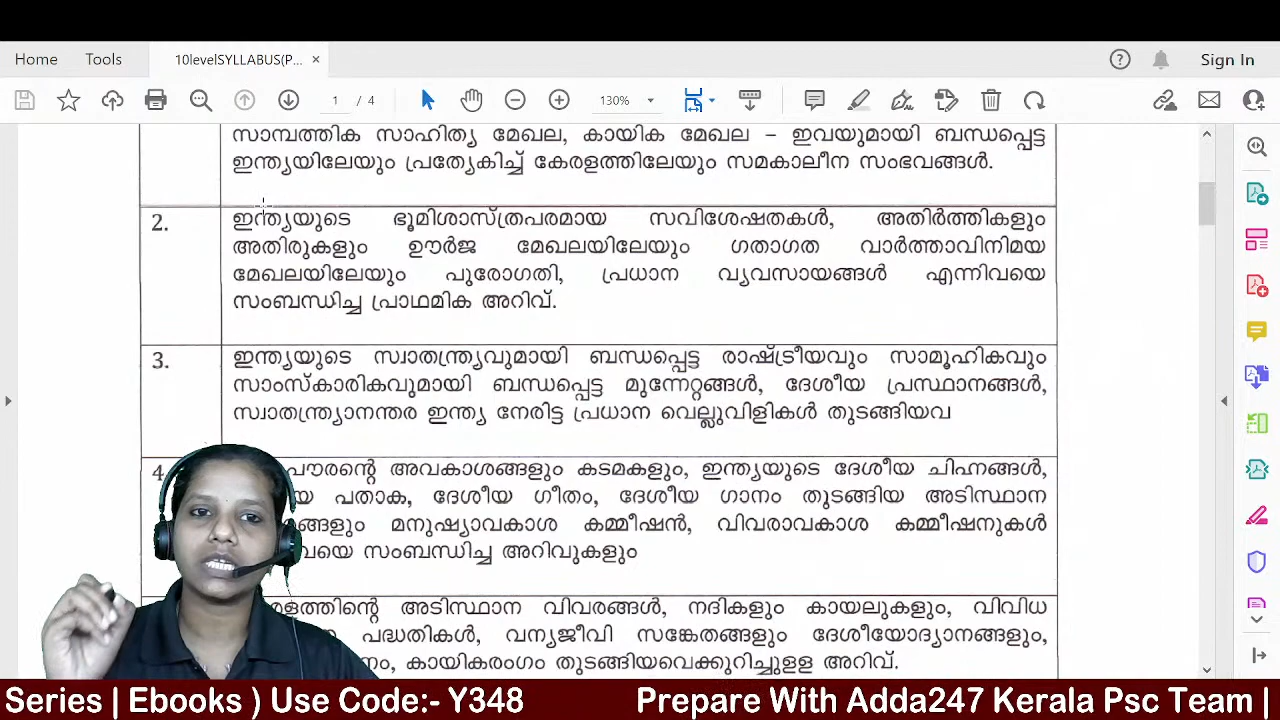 Home Tools 10levelSYLLABUS(P... × Sign In
1 / 4 130%
സാമ്പത്തിക സാഹിത്യ മേഖല, കായിക മേഖല – ഇവയുമായി ബന്ധപ്പെട്ട
ഇന്ത്യയിലേയും പ്രത്യേകിച്ച് കേരളത്തിലേയും സമകാലീന സംഭവങ്ങൾ.
2. ഇന്ത്യയുടെ ഭൂമിശാസ്ത്രപരമായ സവിശേഷതകൾ, അതിർത്തികളും
അതിരുകളും ഊർജ മേഖലയിലേയും ഗതാഗത വാർത്താവിനിമയ
മേഖലയിലേയും പുരോഗതി, പ്രധാന വ്യവസായങ്ങൾ എന്നിവയെ
സംബന്ധിച്ച പ്രാഥമിക അറിവ്.
3. ഇന്ത്യയുടെ സ്വാതന്ത്ര്യവുമായി ബന്ധപ്പെട്ട രാഷ്ട്രീയവും സാമൂഹികവും
സാംസ്കാരികവുമായി ബന്ധപ്പെട്ട മുന്നേറ്റങ്ങൾ, ദേശീയ പ്രസ്ഥാനങ്ങൾ,
സ്വാതന്ത്ര്യാനന്തര ഇന്ത്യ നേരിട്ട പ്രധാന വെല്ലുവിളികൾ തുടങ്ങിയവ
4. പൗരന്റെ അവകാശങ്ങളും കടമകളും, ഇന്ത്യയുടെ ദേശീയ ചിഹ്നങ്ങൾ,
പതാക, ദേശീയ ഗീതം, ദേശീയ ഗാനം തുടങ്ങിയ അടിസ്ഥാന
മനുഷ്യാവകാശ കമ്മീഷൻ, വിവരാവകാശ കമ്മീഷനുകൾ
സംബന്ധിച്ച അറിവുകളും
അടിസ്ഥാന വിവരങ്ങൾ, നദികളും കായലുകളും, വിവിധ
പദ്ധതികൾ, വന്യജീവി സങ്കേതങ്ങളും ദേശീയോദ്യാനങ്ങളും,
കായികരംഗം തുടങ്ങിയവെക്കുറിച്ചുളള അറിവ്.
Series | Ebooks ) Use Code:- Y348 Prepare With Adda247 Kerala Psc Team |